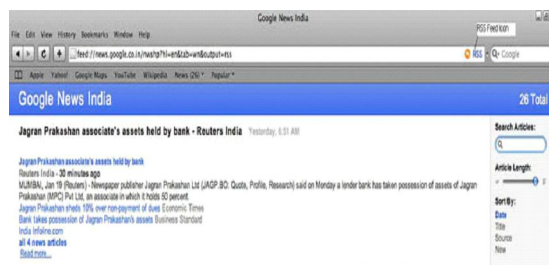 Google News India
RSS Feed icon
File Edit View History Bookmarks Window Help
feed://news.google.co.in/nwshp?hl=en&tab=wn&output=rss
RSS
Google
Apple Yahoo! Google Maps YouTube Wikipedia News (26) Popular
Google News India
26 Total
Jagran Prakashan associate's assets held by bank - Reuters India Yesterday, 6:51 AM
Search Articles:
Jagran Prakashan associate's assets held by bank
Reuters India - 30 minutes ago
Article Length:
MUMBAI, Jan 19 (Reuters) - Newspaper publisher Jagran Prakashan Ltd (JAGP.BO: Quote, Profile, Research) said on Monday a lender bank has taken possession of assets of Jagran
Prakashan (MPC) Pvt Ltd, an associate in which it holds 50 percent.
Jagran Prakashan sheds 10% over non-payment of dues Economic Times
Bank takes possession of Jagran Prakashan's assets Business Standard
India Infoline.com
all 4 news articles
Read more...
Sort By:
Date
Title
Source
New